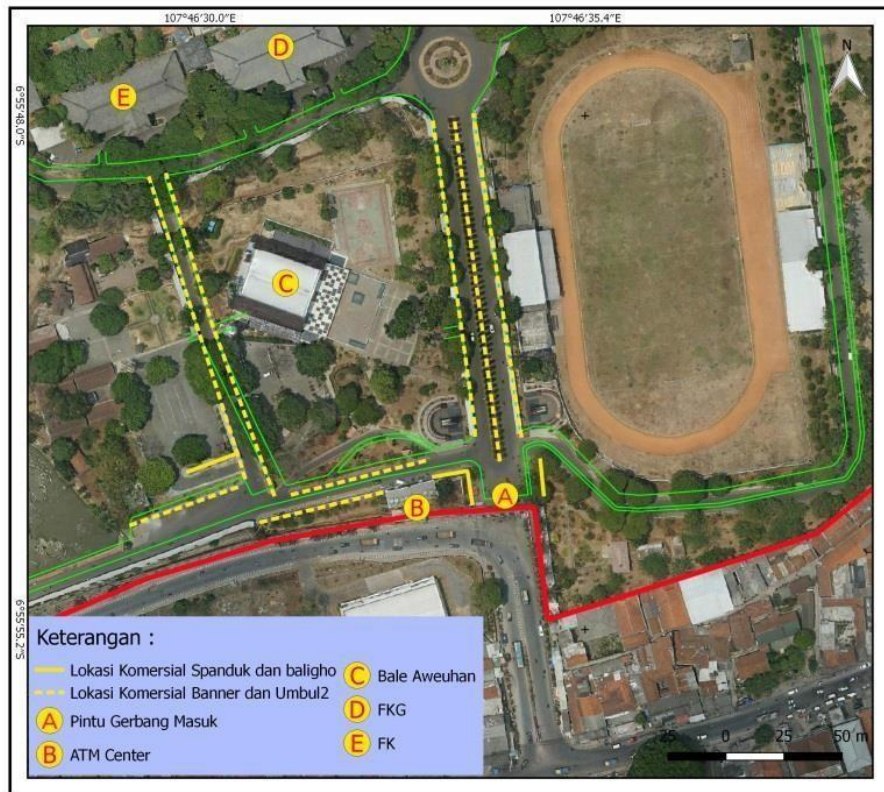 107°46'30.0"E
107°46'35.4"E
6°55'48.0"S
6°55'55.2"S
N
D
E
C
A
B
Keterangan :
Lokasi Komersial Spanduk dan baligho
Lokasi Komersial Banner dan Umbul2
A Pintu Gerbang Masuk
B ATM Center
C Bale Aweuhan
D FKG
E FK
25 0 25 50 m